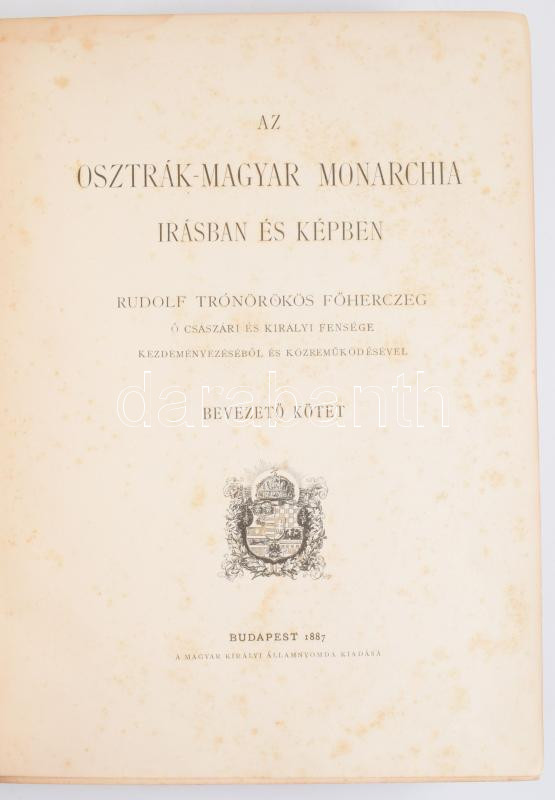 AZ
OSZTRÁK-MAGYAR MONARCHIA
IRÁSBAN ÉS KÉPBEN
RUDOLF TRÓNÖRÖKÖS FŐHERCZEG
Ő CSÁSZÁRI ÉS KIRÁLYI FENSÉGE
KEZDEMÉNYEZÉSÉBŐL ÉS KÖZREMŰKÖDÉSÉVEL
darabanth
BEVEZETŐ KÖTET
BUDAPEST 1887
A MAGYAR KIRÁLYI ÁLLAMNYOMDA KIADÁSA